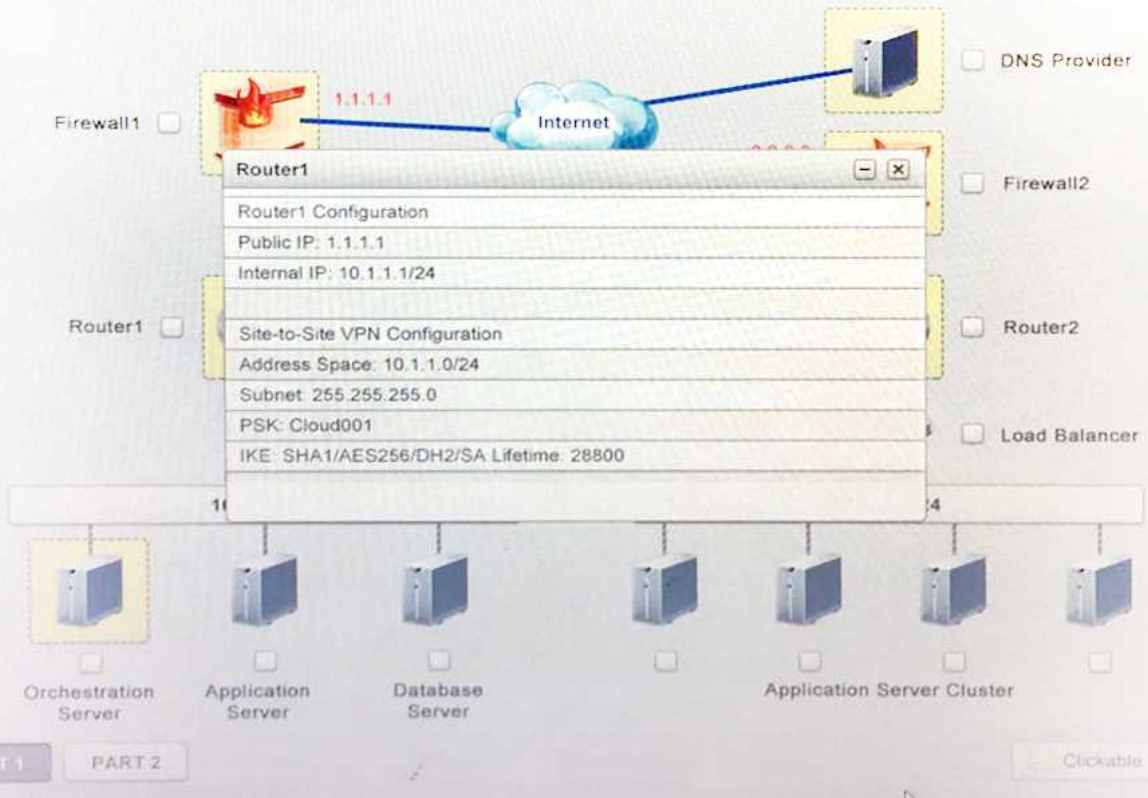 DNS Provider
1.1.1.1
Firewall1
Internet
Router1
Firewall2
Router1 Configuration
Public IP: 1.1.1.1
Internal IP: 10.1.1.1/24
Router1
Site-to-Site VPN Configuration
Router2
Address Space: 10.1.1.0/24
Subnet: 255.255.255.0
PSK: Cloud001
Load Balancer
IKE: SHA1/AES256/DH2/SA Lifetime: 28800
Orchestration Server
Application Server
Database Server
Application Server Cluster
PART 2
Clickable